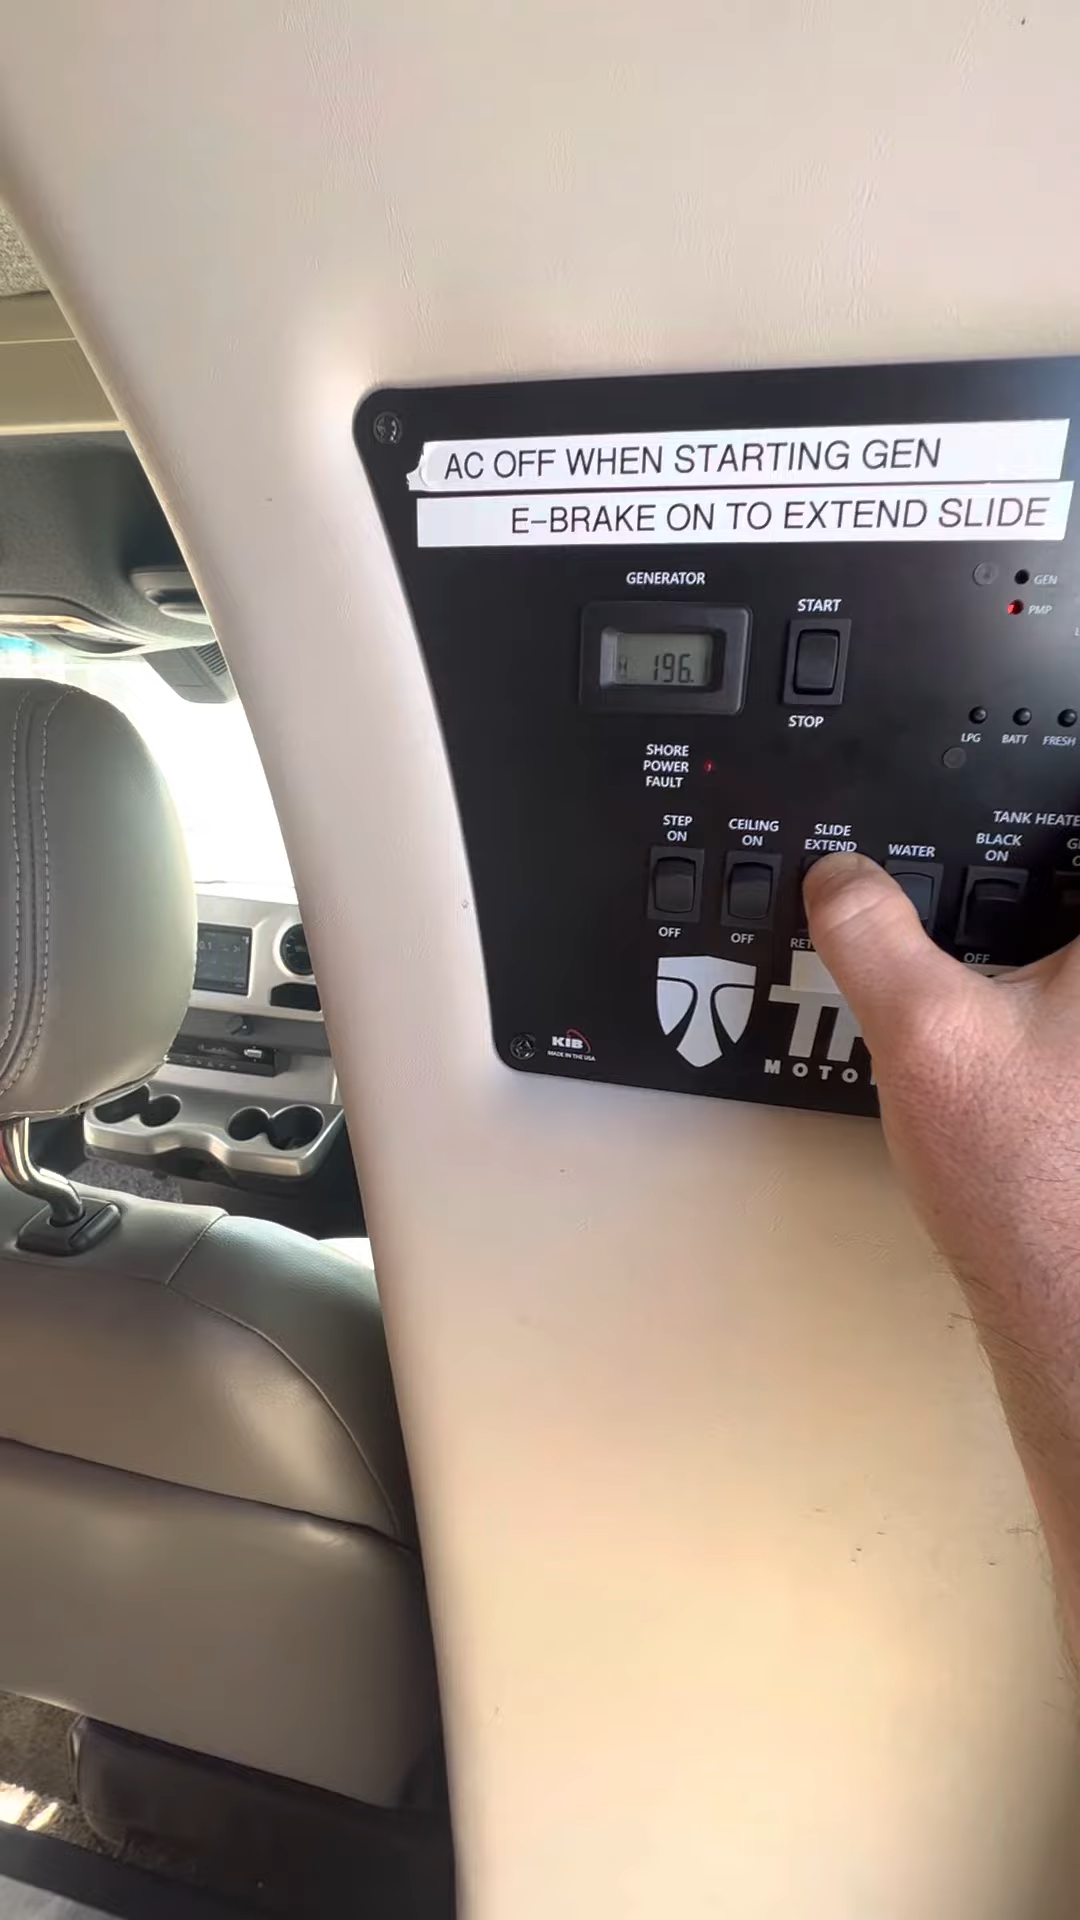 AC OFF WHEN STARTING GEN
E-BRAKE ON TO EXTEND SLIDE
GENERATOR
START
GEN
PMP
196.
STOP
LPG
BATT
FRESH
SHORE
POWER
FAULT
STEP
ON
CEILING
ON
SLIDE
EXTEND
WATER
TANK HEATE
BLACK
ON
OFF
OFF
RET
OFF
KIB
MADE IN THE USA
MOTO